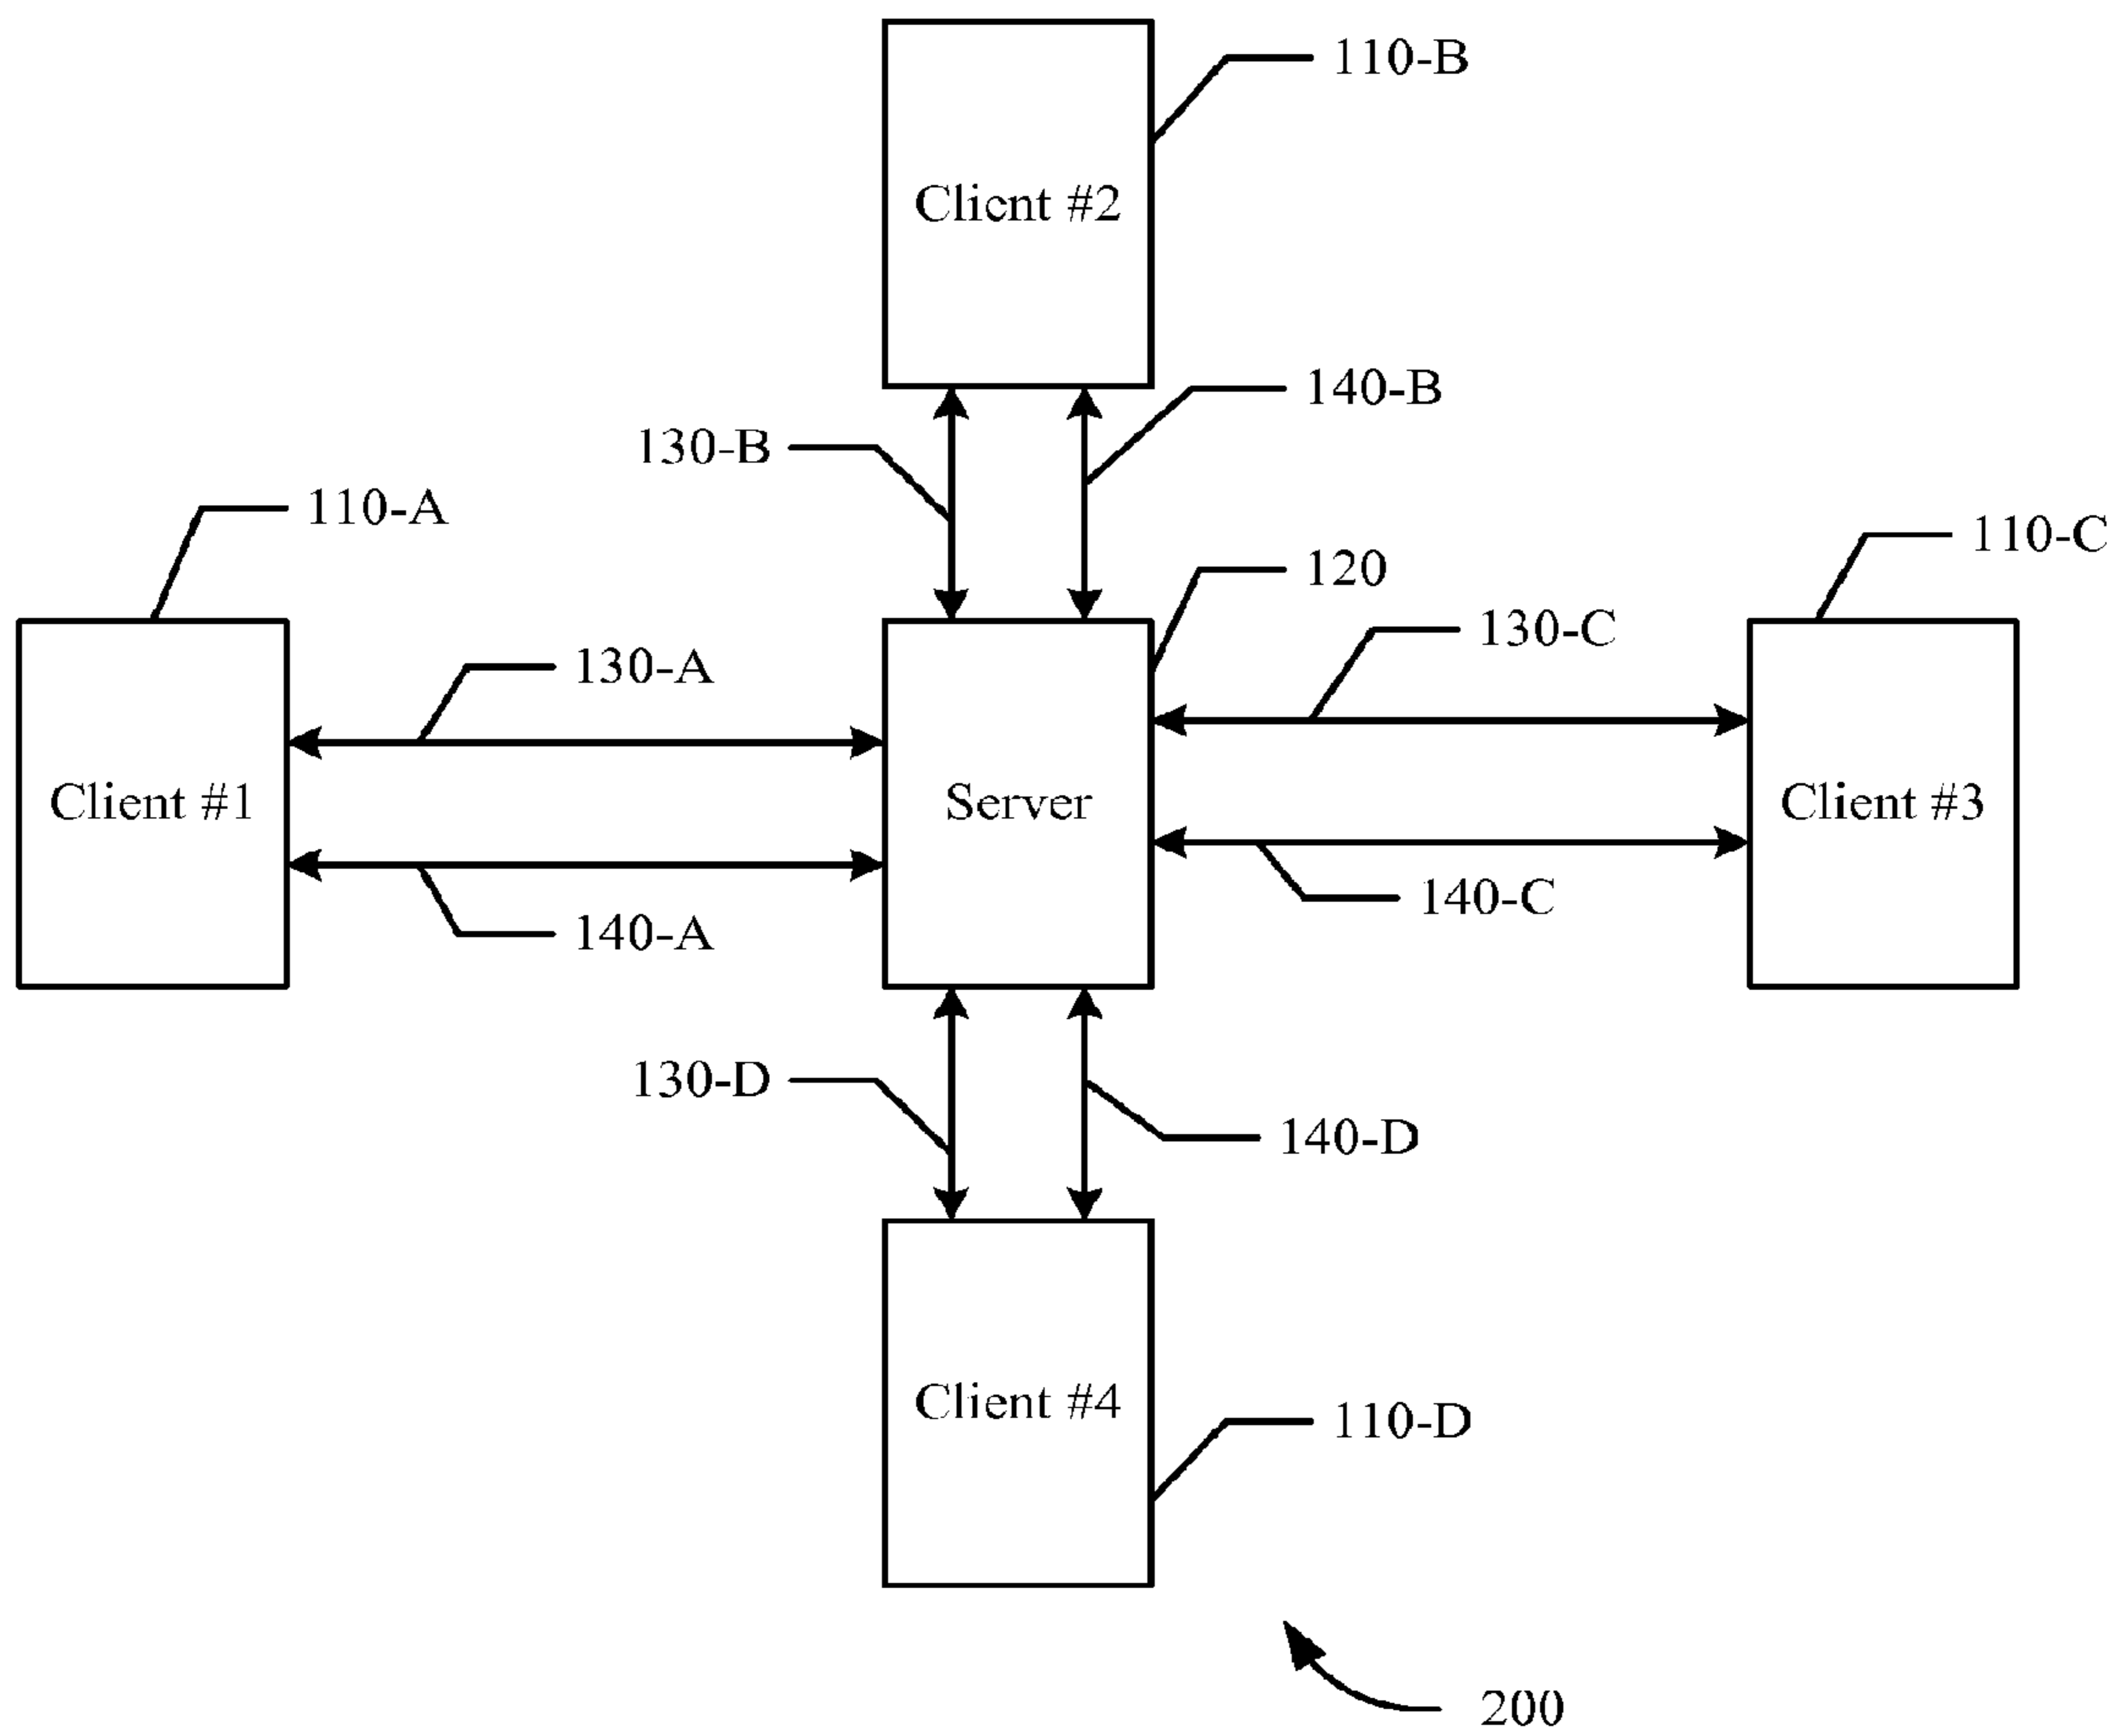 110-B
Client #2
140-B
130-B
110-A
110-C
120
130-C
130-A
Client #1
Server
Client #3
140-C
140-A
130-D
140-D
Client #4
110-D
200